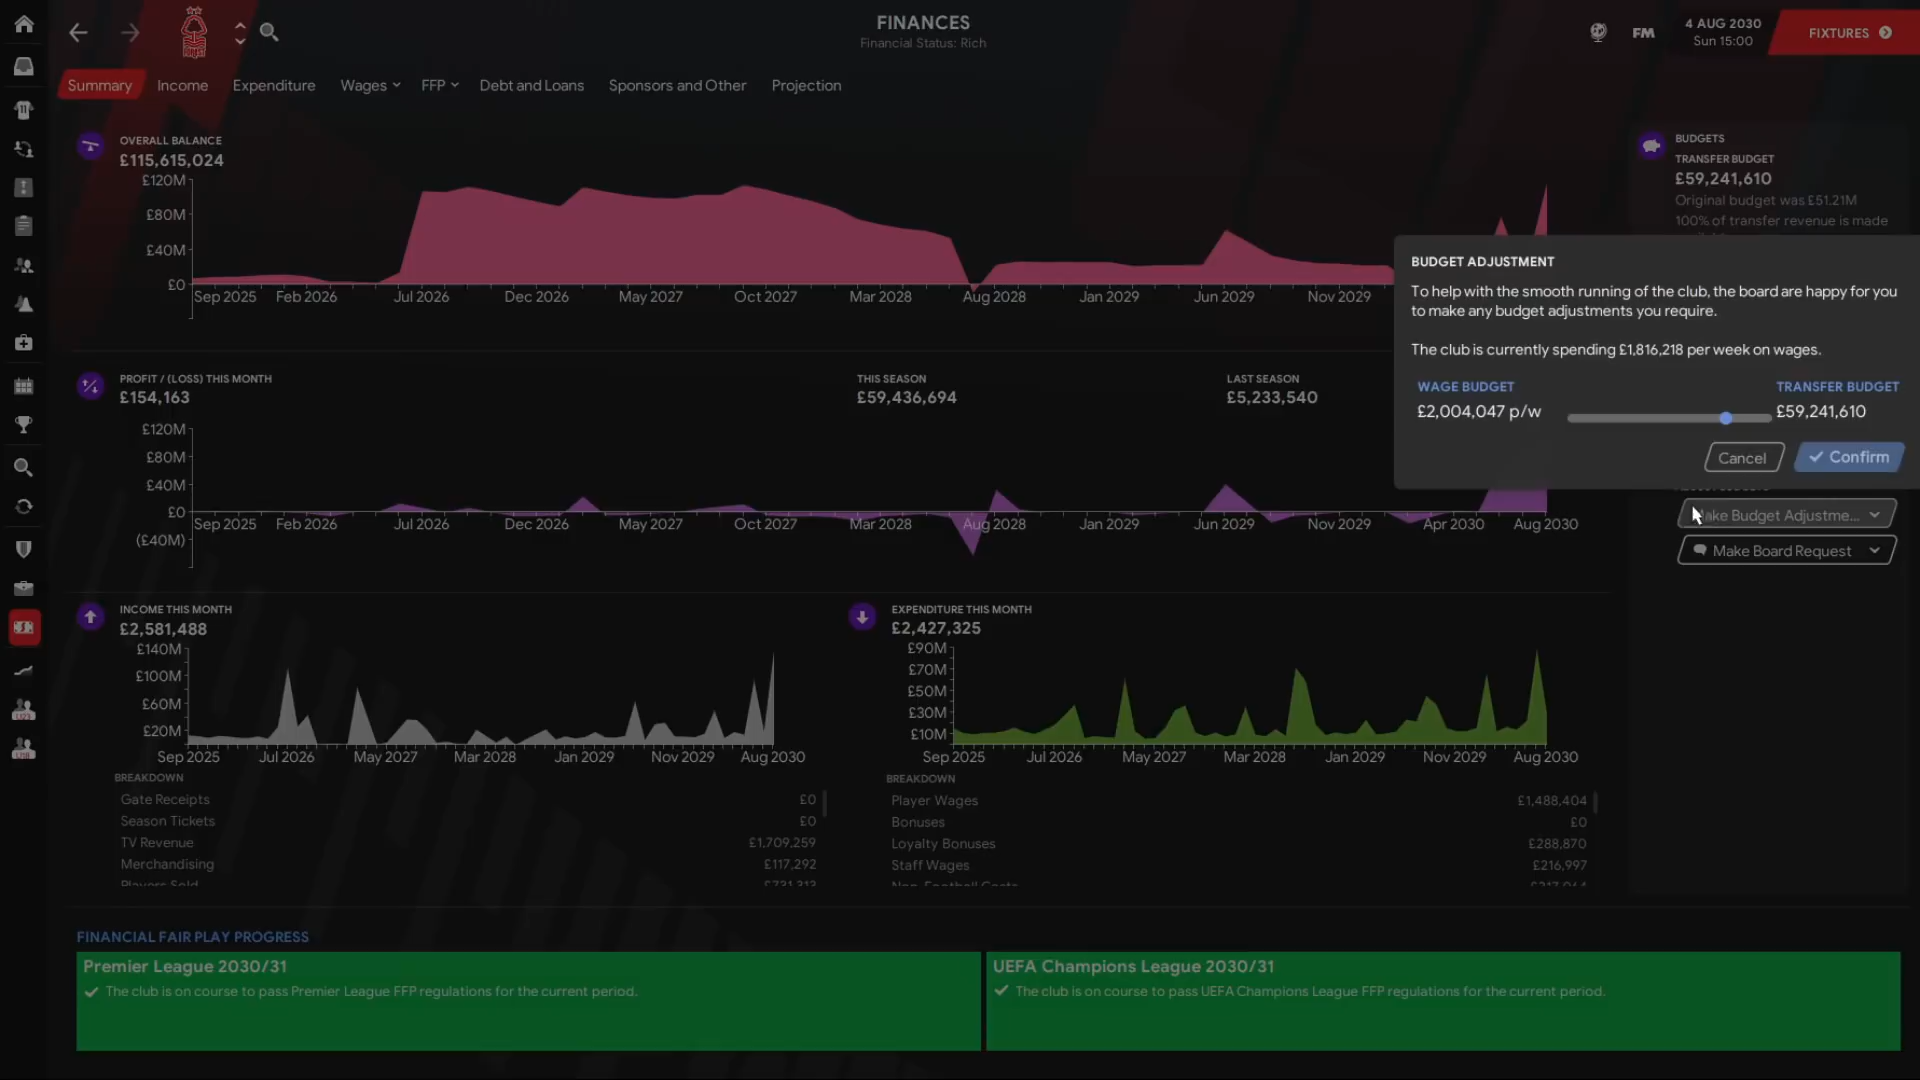 FINANCES
Financial Status: Rich
FM
4 AUG 2030
Sun 15:00
FIXTURES
Summary
Income
Expenditure
Wages
FFP
Debt and Loans
Sponsors and Other
Projection
OVERALL BALANCE
£115,615,024
£120M
£80M
£40M
£0
Sep 2025
Feb 2026
Jul 2026
Dec 2026
May 2027
Oct 2027
Mar 2028
Aug 2028
Jan 2029
Jun 2029
Nov 2029
BUDGETS
TRANSFER BUDGET
£59,241,610
Original budget was £51.21M
100% of transfer revenue is made
BUDGET ADJUSTMENT
To help with the smooth running of the club, the board are happy for you
to make any budget adjustments you require.
The club is currently spending £1,816,218 per week on wages.
WAGE BUDGET
£2,004,047 p/w
TRANSFER BUDGET
£59,241,610
Cancel
Confirm
ake Budget Adjustme...
Make Board Request
PROFIT / (LOSS) THIS MONTH
£154,163
THIS SEASON
£59,436,694
LAST SEASON
£5,233,540
£120M
£80M
£40M
£0
(£40M)
Sep 2025
Feb 2026
Jul 2026
Dec 2026
May 2027
Oct 2027
Mar 2028
Aug 2028
Jan 2029
Jun 2029
Nov 2029
Apr 2030
Aug 2030
INCOME THIS MONTH
£2,581,488
£140M
£100M
£60M
£20M
Sep 2025
Jul 2026
May 2027
Mar 2028
Jan 2029
Nov 2029
Aug 2030
BREAKDOWN
Gate Receipts £0
Season Tickets £0
TV Revenue £1,709,259
Merchandising £117,292
Players Sold £731,313
EXPENDITURE THIS MONTH
£2,427,325
£90M
£70M
£50M
£30M
£10M
Sep 2025
Jul 2026
May 2027
Mar 2028
Jan 2029
Nov 2029
Aug 2030
BREAKDOWN
Player Wages £1,488,404
Bonuses £0
Loyalty Bonuses £288,870
Staff Wages £216,997
Non-Football Costs £217,064
FINANCIAL FAIR PLAY PROGRESS
Premier League 2030/31
The club is on course to pass Premier League FFP regulations for the current period.
UEFA Champions League 2030/31
The club is on course to pass UEFA Champions League FFP regulations for the current period.